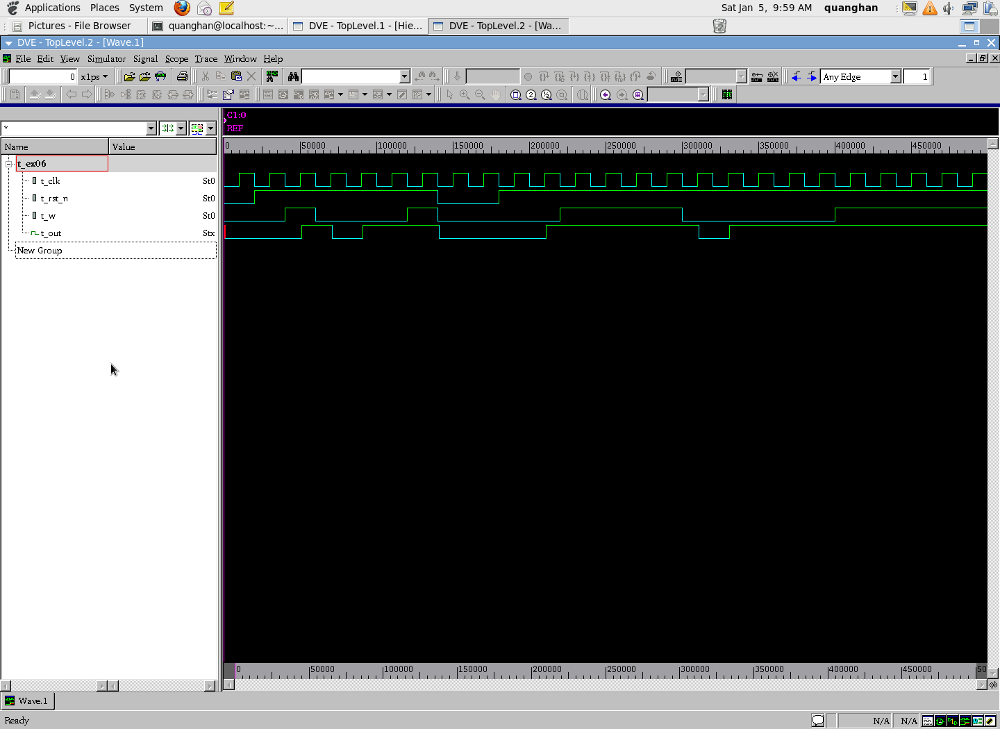 Applications Places System Sat Jan 5, 9:59 AM quanghan
Pictures - File Browser quanghan@localhost:~... DVE - TopLevel.1 - [Hie... DVE - TopLevel.2 - [Wa...
DVE - TopLevel.2 - [Wave.1]
File Edit View Simulator Signal Scope Trace Window Help
0 x1ps Any Edge 1
C1:0
* REF
Name Value 0 50000 100000 150000 200000 250000 300000 350000 400000 450000
t_ex06
t_clk St0
t_rst_n St0
t_w St0
t_out Stx
New Group
0 50000 100000 150000 200000 250000 300000 350000 400000 450000 50
Wave.1
Ready N/A N/A